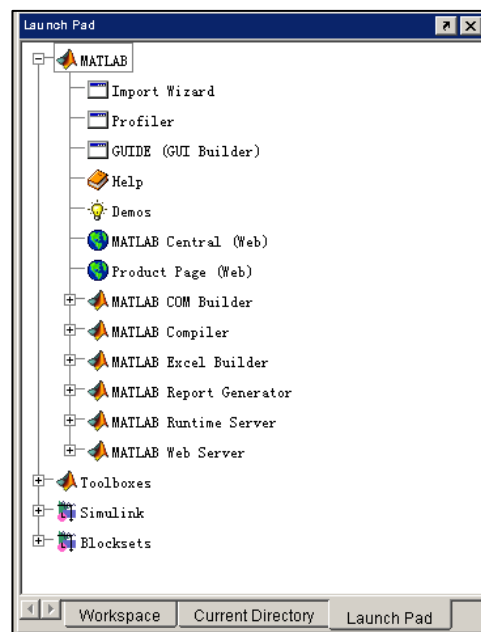 Launch Pad
MATLAB
Import Wizard
Profiler
GUIDE (GUI Builder)
Help
Demos
MATLAB Central (Web)
Product Page (Web)
MATLAB COM Builder
MATLAB Compiler
MATLAB Excel Builder
MATLAB Report Generator
MATLAB Runtime Server
MATLAB Web Server
Toolboxes
Simulink
Blocksets
Workspace Current Directory Launch Pad